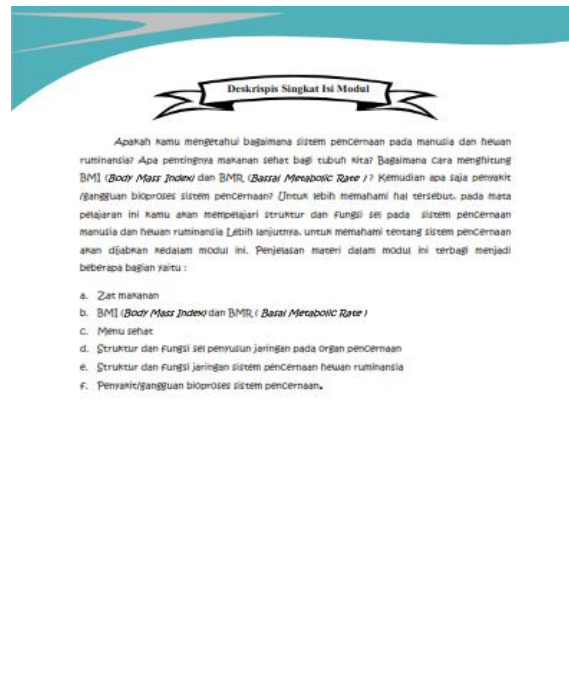 Deskrispis Singkat Isi Modul
Apakah kamu mengetahui bagaimana sistem pencernaan pada manusia dan hewan
ruminansia? Apa pentingnya makanan sehat bagi tubuh kita? Bagaimana cara menghitung
BMI (Body Mass Index) dan BMR (Bassal Metabolic Rate )? Kemudian apa saja penyakit
/gangguan bioproses sistem pencernaan? Untuk lebih memahami hal tersebut, pada mata
pelajaran ini kamu akan mempelajari struktur dan fungsi sel pada sistem pencernaan
manusia dan hewan ruminansia Lebih lanjutnya, untuk memahami tentang sistem pencernaan
akan dijabkan kedalam modul ini. Penjelasan materi dalam modul ini terbagi menjadi
beberapa bagian yaitu :
a. Zat makanan
b. BMI (Body Mass Index) dan BMR ( Basal Metabolic Rate )
c. Menu sehat
d. Struktur dan fungsi sel penyusun jaringan pada organ pencernaan
e. Struktur dan fungsi jaringan sistem pencernaan hewan ruminansia
f. Penyakit/gangguan bioproses sistem pencernaan.